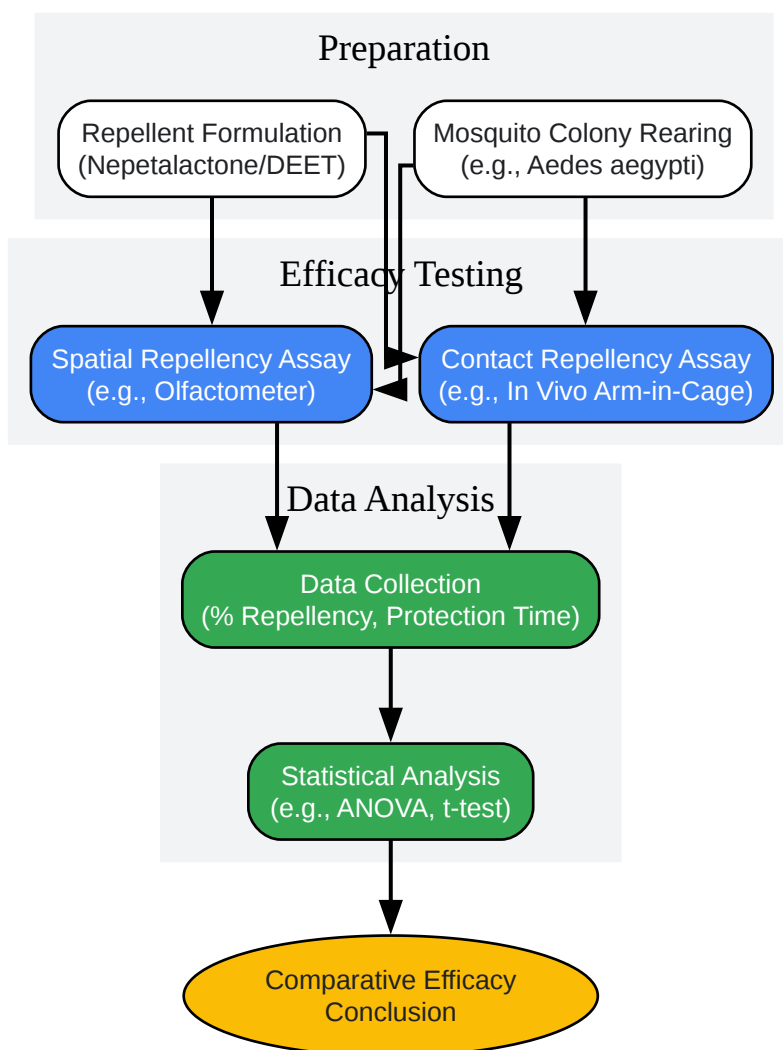 Preparation
Repellent Formulation
(Nepetalactone/DEET)
Mosquito Colony Rearing
(e.g., Aedes aegypti)
Efficacy Testing
Spatial Repellency Assay
(e.g., Olfactometer)
Contact Repellency Assay
(e.g., In Vivo Arm-in-Cage)
Data Analysis
Data Collection
(% Repellency, Protection Time)
Statistical Analysis
(e.g., ANOVA, t-test)
Comparative Efficacy
Conclusion